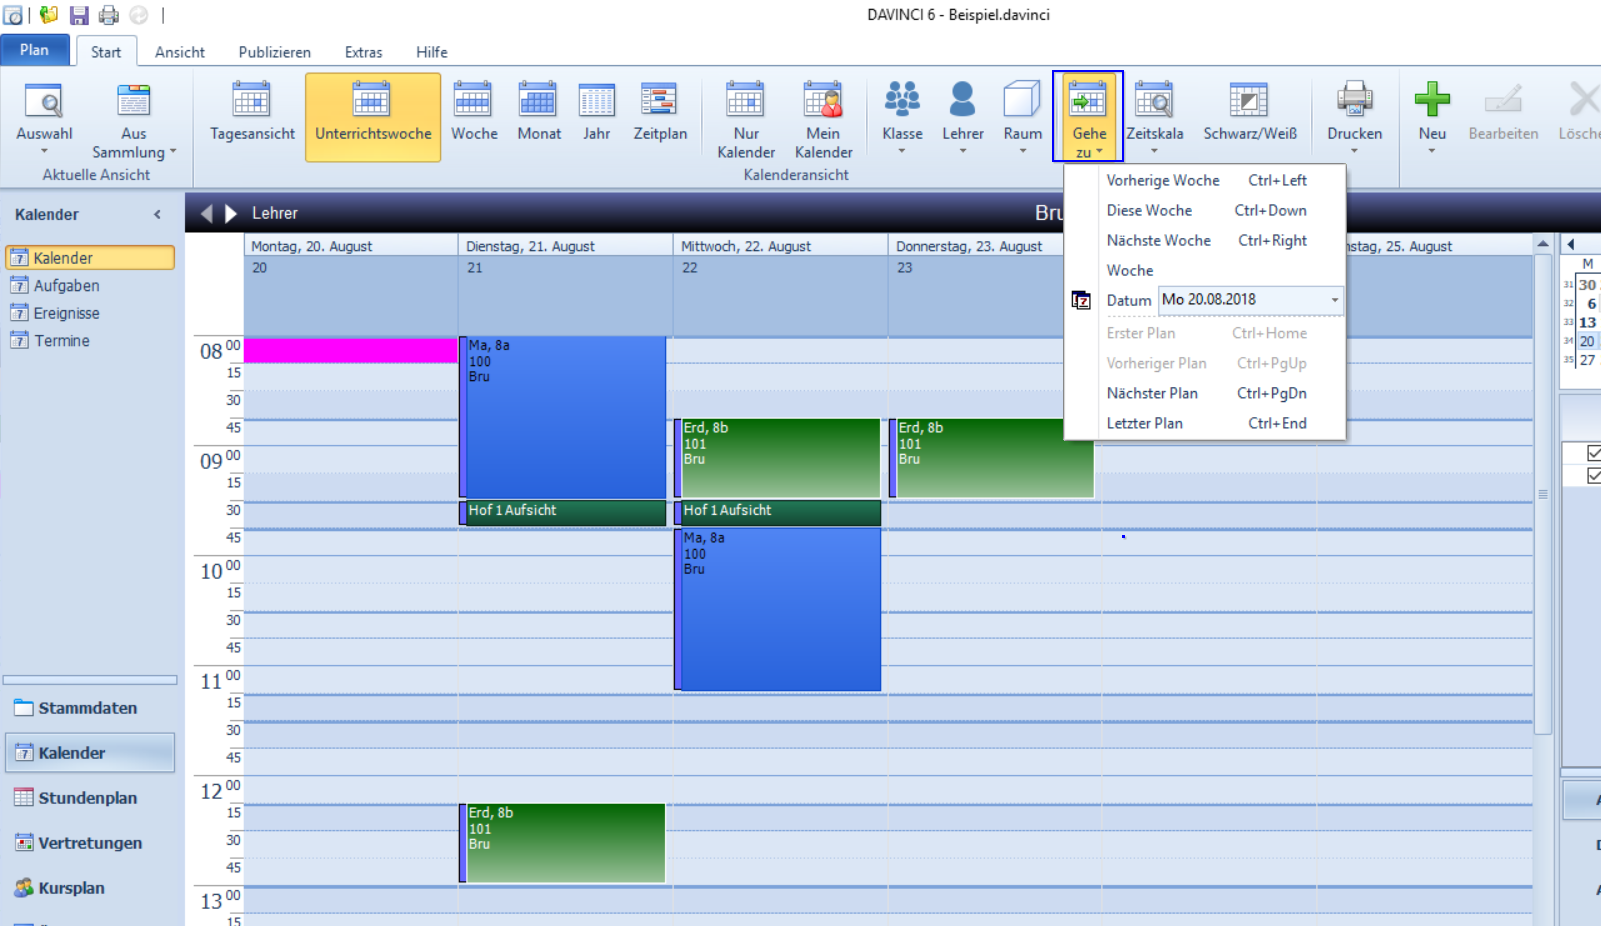 DAVINCI 6 - Beispiel.davinci
Plan Start Ansicht Publizieren Extras Hilfe
Auswahl
Aus Sammlung
Tagesansicht
Unterrichtswoche
Woche
Monat
Jahr
Zeitplan
Nur Kalender
Mein Kalender
Klasse
Lehrer
Raum
Gehe zu
Zeitskala
Schwarz/Weiß
Drucken
Neu
Bearbeiten
Lösche
Aktuelle Ansicht
Kalenderansicht
Vorherige Woche Ctrl+Left
Diese Woche Ctrl+Down
Nächste Woche Ctrl+Right
Woche
Datum Mo 20.08.2018
Erster Plan Ctrl+Home
Vorheriger Plan Ctrl+PgUp
Nächster Plan Ctrl+PgDn
Letzter Plan Ctrl+End
Kalender
Kalender
Aufgaben
Ereignisse
Termine
Stammdaten
Kalender
Stundenplan
Vertretungen
Kursplan
Lehrer
Bru
Montag, 20. August
Dienstag, 21. August
Mittwoch, 22. August
Donnerstag, 23. August
nstag, 25. August
20
21
22
23
08 00
15
30
45
09 00
15
30
45
10 00
15
30
45
11 00
15
30
45
12 00
15
30
45
13 00
15
Ma, 8a
100
Bru
Hof 1 Aufsicht
Erd, 8b
101
Bru
Erd, 8b
101
Bru
Hof 1 Aufsicht
Ma, 8a
100
Bru
Erd, 8b
101
Bru
M
31 30
32 6
33 13
34 20
35 27